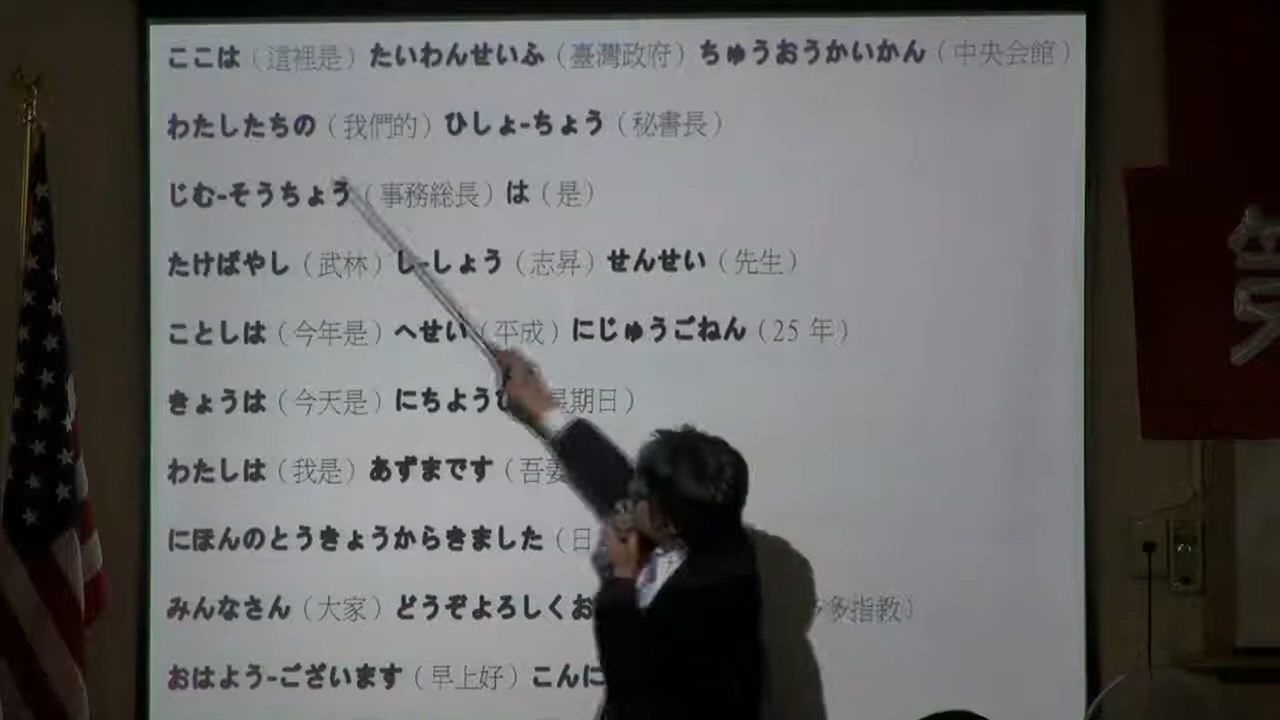 ここは（這裡是）たいわんせいふ（臺灣政府）ちゅうおうかいかん（中央会館）
わたしたちの（我們的）ひしょ-ちょう（秘書長）
じむ-そうちょう（事務総長）は（是）
たけばやし（武林）し-しょう（志昇）せんせい（先生）
ことしは（今年是）へせい（平成）にじゅうごねん（25 年）
きょうは（今天是）にちよう 星期日）
わたしは（我是）あずまです（吾妻
にほんのとうきょうからきました（日
みんなさん（大家）どうぞよろしくお 多指教）
おはよう-ございます（早上好）こんに